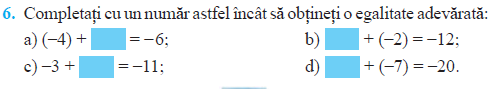 6. Completați cu un număr astfel încât să obțineți o egalitate adevărată:
a) (–4) + = –6; b) + (–2) = –12;
c) –3 + = –11; d) + (–7) = –20.